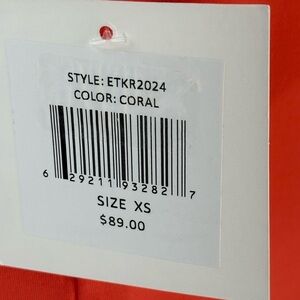 STYLE: ETKR2024
COLOR: CORAL
6 29211 93282 7
SIZE XS
$89.00